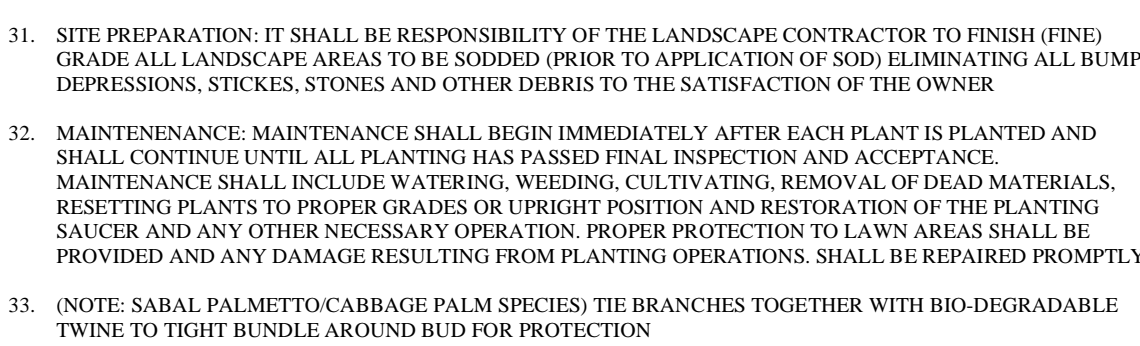 31. SITE PREPARATION: IT SHALL BE RESPONSIBILITY OF THE LANDSCAPE CONTRACTOR TO FINISH (FINE)
GRADE ALL LANDSCAPE AREAS TO BE SODDED (PRIOR TO APPLICATION OF SOD) ELIMINATING ALL BUMP
DEPRESSIONS, STICKES, STONES AND OTHER DEBRIS TO THE SATISFACTION OF THE OWNER
32. MAINTENENANCE: MAINTENANCE SHALL BEGIN IMMEDIATELY AFTER EACH PLANT IS PLANTED AND
SHALL CONTINUE UNTIL ALL PLANTING HAS PASSED FINAL INSPECTION AND ACCEPTANCE.
MAINTENANCE SHALL INCLUDE WATERING, WEEDING, CULTIVATING, REMOVAL OF DEAD MATERIALS,
RESETTING PLANTS TO PROPER GRADES OR UPRIGHT POSITION AND RESTORATION OF THE PLANTING
SAUCER AND ANY OTHER NECESSARY OPERATION. PROPER PROTECTION TO LAWN AREAS SHALL BE
PROVIDED AND ANY DAMAGE RESULTING FROM PLANTING OPERATIONS. SHALL BE REPAIRED PROMPTLY
33. (NOTE: SABAL PALMETTO/CABBAGE PALM SPECIES) TIE BRANCHES TOGETHER WITH BIO-DEGRADABLE
TWINE TO TIGHT BUNDLE AROUND BUD FOR PROTECTION